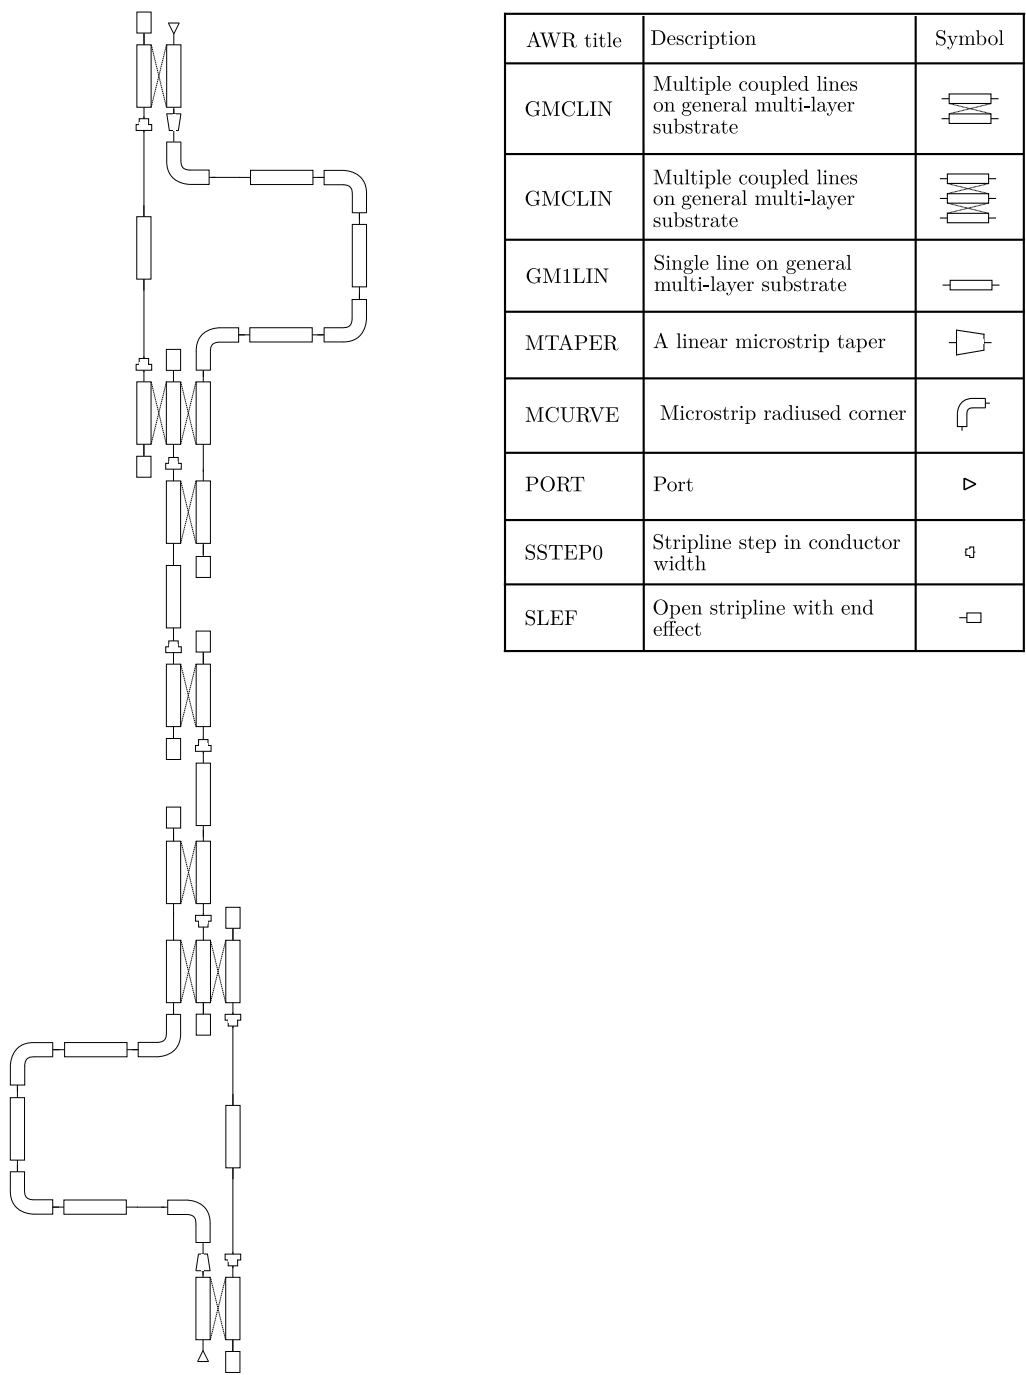 AWR title Description Symbol
GMCLIN Multiple coupled lines
on general multi-layer
substrate
GMCLIN Multiple coupled lines
on general multi-layer
substrate
GM1LIN Single line on general
multi-layer substrate
MTAPER A linear microstrip taper
MCURVE Microstrip radiused corner
PORT Port
SSTEP0 Stripline step in conductor
width
SLEF Open stripline with end
effect